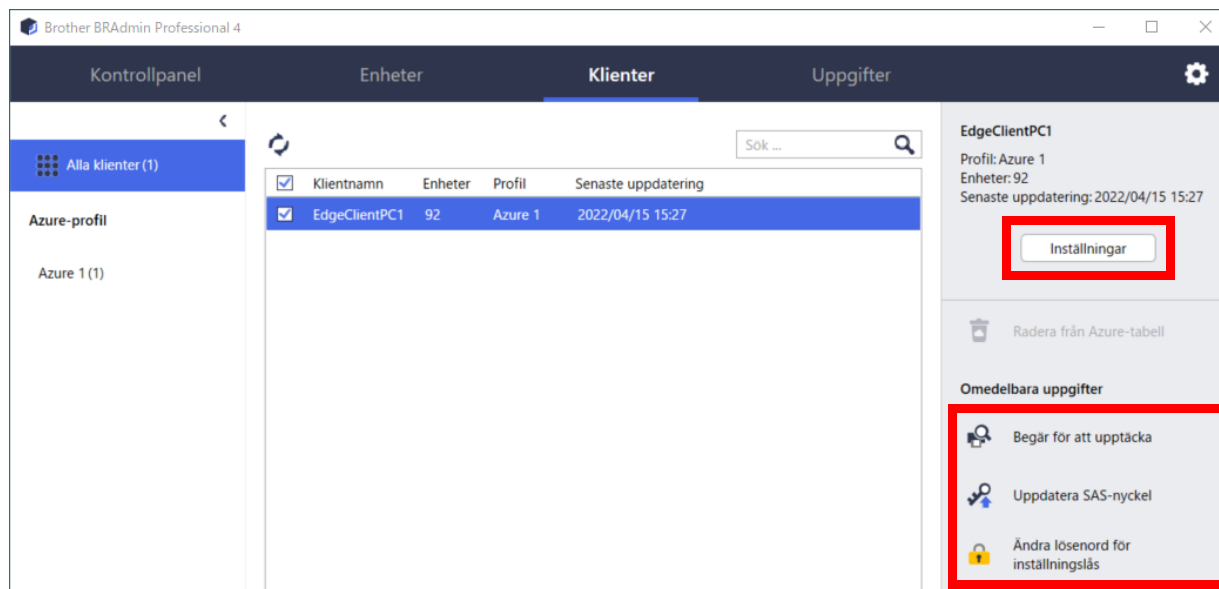 Brother BRAdmin Professional 4
Kontrollpanel
Enheter
Klienter
Uppgifter
Alla klienter (1)
Azure-profil
Azure 1 (1)
Sök ...
Klientnamn Enheter Profil Senaste uppdatering
EdgeClientPC1 92 Azure 1 2022/04/15 15:27
EdgeClientPC1
Profil: Azure 1
Enheter: 92
Senaste uppdatering: 2022/04/15 15:27
Inställningar
Radera från Azure-tabell
Omedelbara uppgifter
Begär för att upptäcka
Uppdatera SAS-nyckel
Ändra lösenord för
inställningslås